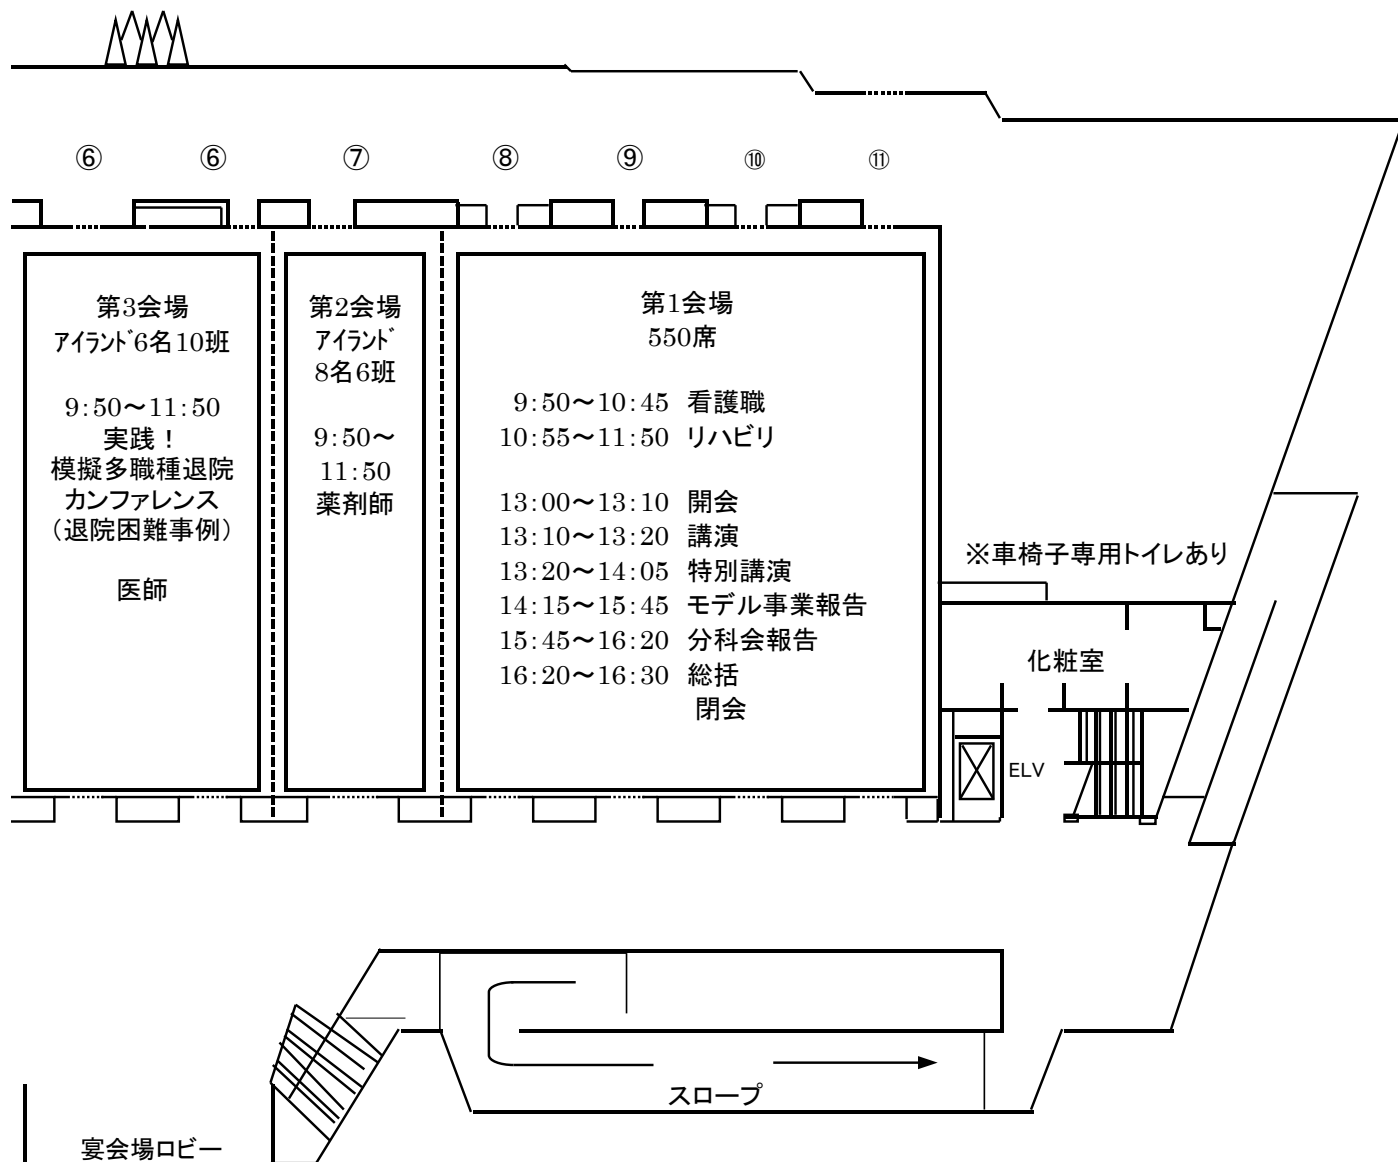 ⑥ ⑥ ⑦ ⑧ ⑨ ⑩ ⑪
第3会場
アイランド6名10班
9:50～11:50
実践！
模擬多職種退院
カンファレンス
（退院困難事例）
医師
第2会場
アイランド
8名6班
9:50～
11:50
薬剤師
第1会場
550席
9:50～10:45 看護職
10:55～11:50 リハビリ
13:00～13:10 開会
13:10～13:20 講演
13:20～14:05 特別講演
14:15～15:45 モデル事業報告
15:45～16:20 分科会報告
16:20～16:30 総括
閉会
※車椅子専用トイレあり
化粧室
ELV
スロープ
宴会場ロビー